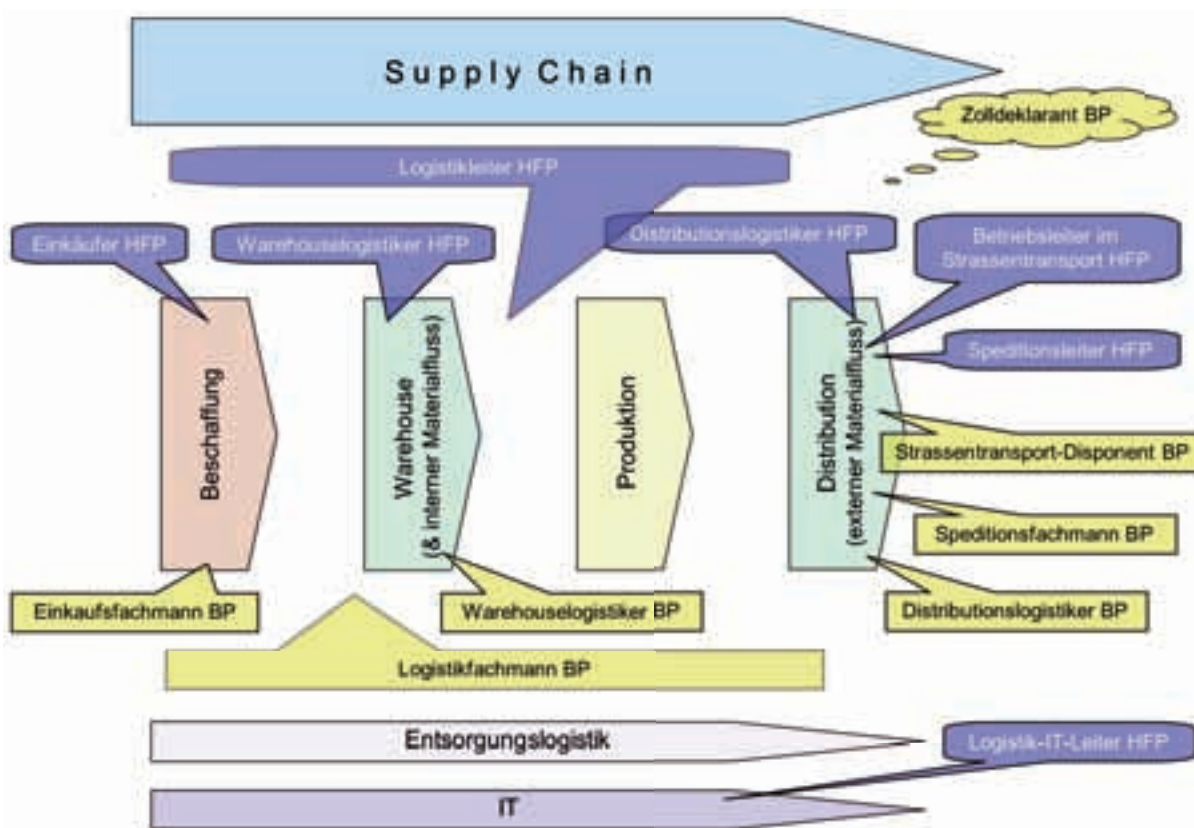 Supply Chain
Zolldeklarant BP
Logistikleiter HFP
Einkäufer HFP
Warehouselogistiker HFP
Distributionslogistiker HFP
Betriebsleiter im
Strassentransport HFP
Speditionsleiter HFP
Beschaffung
Warehouse
(& interner Materialfluss)
Produktion
Distribution
(externer Materialfluss)
Strassentransport-Disponent BP
Speditionsfachmann BP
Einkaufsfachmann BP
Warehouselogistiker BP
Distributionslogistiker BP
Logistikfachmann BP
Entsorgungslogistik
Logistik-IT-Leiter HFP
IT